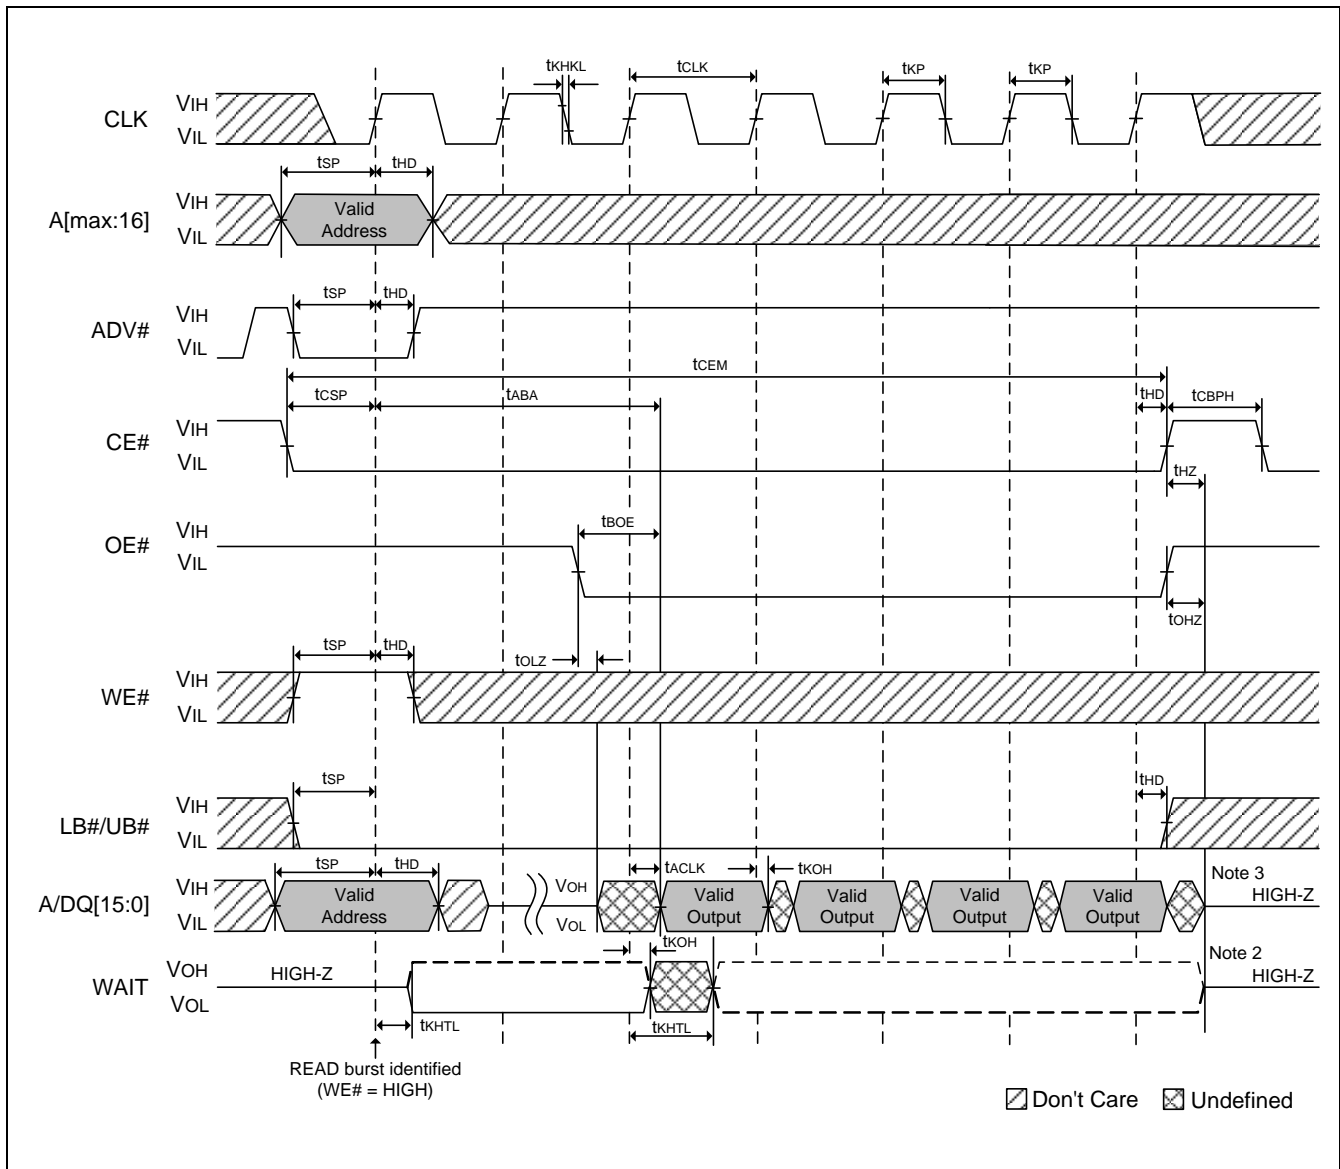 tKHKL tCLK tKP tKP
CLK VIH
VIL
tSP tHD
A[max:16] VIH
VIL
Valid
Address
tSP tHD
ADV# VIH
VIL
tCEM
tCSP tABA tHD tCBPH
CE# VIH
VIL
tHZ
tBOE
OE# VIH
VIL
tOHZ
tSP tHD tOLZ
WE# VIH
VIL
tSP tHD
LB#/UB# VIH
VIL
tSP tHD tACLK tKOH
A/DQ[15:0] VIH
VIL
Valid
Address
VOH
VOL
Valid
Output
Valid
Output
Valid
Output
Valid
Output
Note 3
HIGH-Z
tKOH
WAIT VOH
VOL
HIGH-Z
Note 2
HIGH-Z
tKHTL tKHTL
READ burst identified
(WE# = HIGH)
Don't Care Undefined